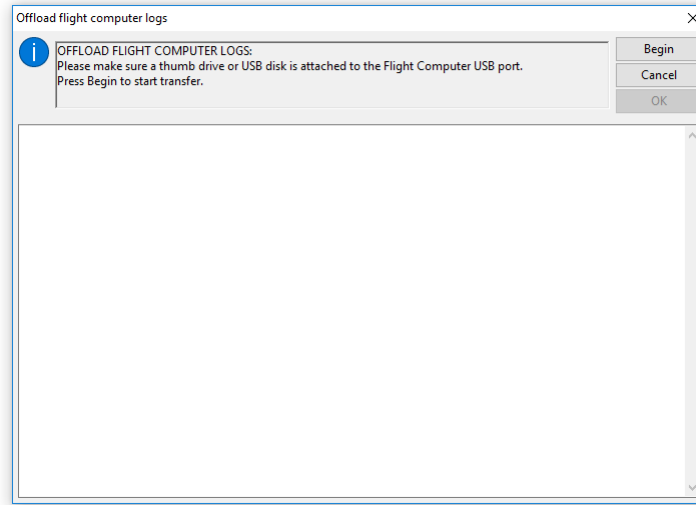 Offload flight computer logs
OFFLOAD FLIGHT COMPUTER LOGS:
Please make sure a thumb drive or USB disk is attached to the Flight Computer USB port.
Press Begin to start transfer.
Begin
Cancel
OK